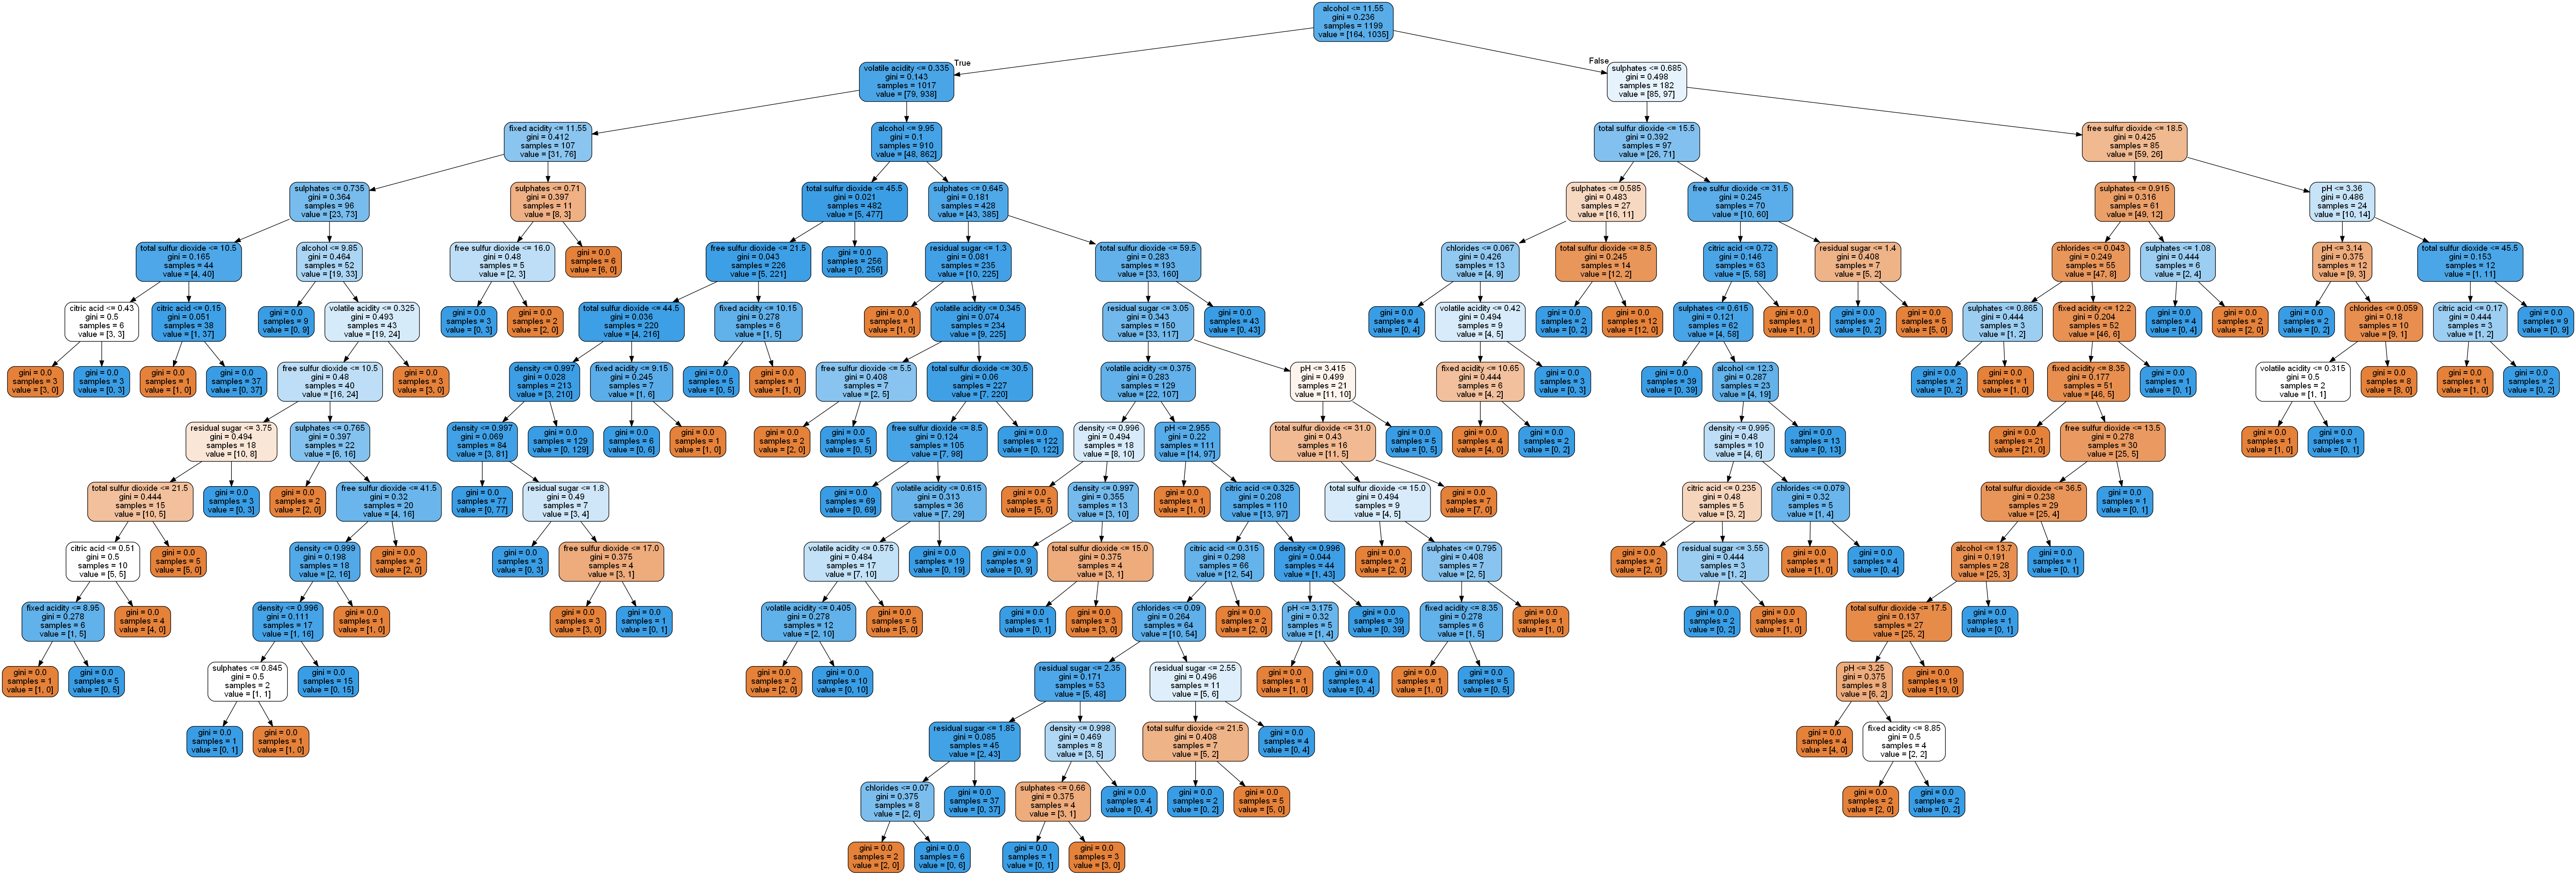 alcohol <= 11.55
gini = 0.236
samples = 1199
value = [164, 1035]
True
False
volatile acidity <= 0.335
gini = 0.143
samples = 1017
value = [79, 938]
sulphates <= 0.685
gini = 0.498
samples = 182
value = [85, 97]
fixed acidity <= 11.55
gini = 0.412
samples = 107
value = [31, 76]
alcohol <= 9.95
gini = 0.1
samples = 910
value = [48, 862]
total sulfur dioxide <= 15.5
gini = 0.392
samples = 97
value = [26, 71]
free sulfur dioxide <= 18.5
gini = 0.425
samples = 85
value = [59, 26]
sulphates <= 0.735
gini = 0.364
samples = 96
value = [23, 73]
sulphates <= 0.71
gini = 0.397
samples = 11
value = [8, 3]
total sulfur dioxide <= 45.5
gini = 0.021
samples = 482
value = [5, 477]
sulphates <= 0.645
gini = 0.181
samples = 428
value = [43, 385]
sulphates <= 0.585
gini = 0.483
samples = 27
value = [16, 11]
free sulfur dioxide <= 31.5
gini = 0.245
samples = 70
value = [10, 60]
sulphates <= 0.915
gini = 0.316
samples = 61
value = [49, 12]
pH <= 3.36
gini = 0.486
samples = 24
value = [10, 14]
total sulfur dioxide <= 10.5
gini = 0.165
samples = 44
value = [4, 40]
alcohol <= 9.85
gini = 0.464
samples = 52
value = [19, 33]
free sulfur dioxide <= 16.0
gini = 0.48
samples = 5
value = [2, 3]
gini = 0.0
samples = 6
value = [6, 0]
free sulfur dioxide <= 21.5
gini = 0.043
samples = 226
value = [5, 221]
gini = 0.0
samples = 256
value = [0, 256]
residual sugar <= 1.3
gini = 0.081
samples = 235
value = [10, 225]
total sulfur dioxide <= 59.5
gini = 0.283
samples = 193
value = [33, 160]
chlorides <= 0.067
gini = 0.426
samples = 13
value = [4, 9]
total sulfur dioxide <= 8.5
gini = 0.245
samples = 14
value = [12, 2]
citric acid <= 0.72
gini = 0.146
samples = 63
value = [5, 58]
residual sugar <= 1.4
gini = 0.408
samples = 7
value = [5, 2]
chlorides <= 0.043
gini = 0.249
samples = 55
value = [47, 8]
sulphates <= 1.08
gini = 0.444
samples = 6
value = [2, 4]
pH <= 3.14
gini = 0.375
samples = 12
value = [9, 3]
total sulfur dioxide <= 45.5
gini = 0.153
samples = 12
value = [1, 11]
citric acid <= 0.43
gini = 0.5
samples = 6
value = [3, 3]
citric acid <= 0.15
gini = 0.051
samples = 38
value = [1, 37]
gini = 0.0
samples = 9
value = [0, 9]
volatile acidity <= 0.325
gini = 0.493
samples = 43
value = [19, 24]
gini = 0.0
samples = 3
value = [0, 3]
gini = 0.0
samples = 2
value = [2, 0]
total sulfur dioxide <= 44.5
gini = 0.036
samples = 220
value = [4, 216]
fixed acidity <= 10.15
gini = 0.278
samples = 6
value = [1, 5]
gini = 0.0
samples = 1
value = [1, 0]
volatile acidity <= 0.345
gini = 0.074
samples = 234
value = [9, 225]
residual sugar <= 3.05
gini = 0.343
samples = 150
value = [33, 117]
gini = 0.0
samples = 43
value = [0, 43]
gini = 0.0
samples = 4
value = [0, 4]
volatile acidity <= 0.42
gini = 0.494
samples = 9
value = [4, 5]
gini = 0.0
samples = 2
value = [0, 2]
gini = 0.0
samples = 12
value = [12, 0]
sulphates <= 0.615
gini = 0.121
samples = 62
value = [4, 58]
gini = 0.0
samples = 1
value = [1, 0]
gini = 0.0
samples = 2
value = [0, 2]
gini = 0.0
samples = 5
value = [5, 0]
sulphates <= 0.865
gini = 0.444
samples = 3
value = [1, 2]
fixed acidity <= 12.2
gini = 0.204
samples = 52
value = [46, 6]
gini = 0.0
samples = 4
value = [0, 4]
gini = 0.0
samples = 2
value = [2, 0]
gini = 0.0
samples = 2
value = [0, 2]
chlorides <= 0.059
gini = 0.18
samples = 10
value = [9, 1]
citric acid <= 0.17
gini = 0.444
samples = 3
value = [1, 2]
gini = 0.0
samples = 9
value = [0, 9]
gini = 0.0
samples = 3
value = [3, 0]
gini = 0.0
samples = 3
value = [0, 3]
gini = 0.0
samples = 1
value = [1, 0]
gini = 0.0
samples = 37
value = [0, 37]
free sulfur dioxide <= 10.5
gini = 0.48
samples = 40
value = [16, 24]
gini = 0.0
samples = 3
value = [3, 0]
density <= 0.997
gini = 0.028
samples = 213
value = [3, 210]
fixed acidity <= 9.15
gini = 0.245
samples = 7
value = [1, 6]
gini = 0.0
samples = 5
value = [0, 5]
gini = 0.0
samples = 1
value = [1, 0]
free sulfur dioxide <= 5.5
gini = 0.408
samples = 7
value = [2, 5]
total sulfur dioxide <= 30.5
gini = 0.06
samples = 227
value = [7, 220]
volatile acidity <= 0.375
gini = 0.283
samples = 129
value = [22, 107]
pH <= 3.415
gini = 0.499
samples = 21
value = [11, 10]
fixed acidity <= 10.65
gini = 0.444
samples = 6
value = [4, 2]
gini = 0.0
samples = 3
value = [0, 3]
gini = 0.0
samples = 39
value = [0, 39]
alcohol <= 12.3
gini = 0.287
samples = 23
value = [4, 19]
gini = 0.0
samples = 2
value = [0, 2]
gini = 0.0
samples = 1
value = [1, 0]
fixed acidity <= 8.35
gini = 0.177
samples = 51
value = [46, 5]
gini = 0.0
samples = 1
value = [0, 1]
volatile acidity <= 0.315
gini = 0.5
samples = 2
value = [1, 1]
gini = 0.0
samples = 8
value = [8, 0]
gini = 0.0
samples = 1
value = [1, 0]
gini = 0.0
samples = 2
value = [0, 2]
residual sugar <= 3.75
gini = 0.494
samples = 18
value = [10, 8]
sulphates <= 0.765
gini = 0.397
samples = 22
value = [6, 16]
density <= 0.997
gini = 0.069
samples = 84
value = [3, 81]
gini = 0.0
samples = 129
value = [0, 129]
gini = 0.0
samples = 6
value = [0, 6]
gini = 0.0
samples = 1
value = [1, 0]
gini = 0.0
samples = 2
value = [2, 0]
gini = 0.0
samples = 5
value = [0, 5]
free sulfur dioxide <= 8.5
gini = 0.124
samples = 105
value = [7, 98]
gini = 0.0
samples = 122
value = [0, 122]
density <= 0.996
gini = 0.494
samples = 18
value = [8, 10]
pH <= 2.955
gini = 0.22
samples = 111
value = [14, 97]
total sulfur dioxide <= 31.0
gini = 0.43
samples = 16
value = [11, 5]
gini = 0.0
samples = 5
value = [0, 5]
gini = 0.0
samples = 4
value = [4, 0]
gini = 0.0
samples = 2
value = [0, 2]
density <= 0.995
gini = 0.48
samples = 10
value = [4, 6]
gini = 0.0
samples = 13
value = [0, 13]
gini = 0.0
samples = 21
value = [21, 0]
free sulfur dioxide <= 13.5
gini = 0.278
samples = 30
value = [25, 5]
gini = 0.0
samples = 1
value = [1, 0]
gini = 0.0
samples = 1
value = [0, 1]
total sulfur dioxide <= 21.5
gini = 0.444
samples = 15
value = [10, 5]
gini = 0.0
samples = 3
value = [0, 3]
gini = 0.0
samples = 2
value = [2, 0]
free sulfur dioxide <= 41.5
gini = 0.32
samples = 20
value = [4, 16]
gini = 0.0
samples = 77
value = [0, 77]
residual sugar <= 1.8
gini = 0.49
samples = 7
value = [3, 4]
gini = 0.0
samples = 69
value = [0, 69]
volatile acidity <= 0.615
gini = 0.313
samples = 36
value = [7, 29]
gini = 0.0
samples = 5
value = [5, 0]
density <= 0.997
gini = 0.355
samples = 13
value = [3, 10]
gini = 0.0
samples = 1
value = [1, 0]
citric acid <= 0.325
gini = 0.208
samples = 110
value = [13, 97]
total sulfur dioxide <= 15.0
gini = 0.494
samples = 9
value = [4, 5]
gini = 0.0
samples = 7
value = [7, 0]
citric acid <= 0.235
gini = 0.48
samples = 5
value = [3, 2]
chlorides <= 0.079
gini = 0.32
samples = 5
value = [1, 4]
total sulfur dioxide <= 36.5
gini = 0.238
samples = 29
value = [25, 4]
gini = 0.0
samples = 1
value = [0, 1]
citric acid <= 0.51
gini = 0.5
samples = 10
value = [5, 5]
gini = 0.0
samples = 5
value = [5, 0]
density <= 0.999
gini = 0.198
samples = 18
value = [2, 16]
gini = 0.0
samples = 2
value = [2, 0]
gini = 0.0
samples = 3
value = [0, 3]
free sulfur dioxide <= 17.0
gini = 0.375
samples = 4
value = [3, 1]
volatile acidity <= 0.575
gini = 0.484
samples = 17
value = [7, 10]
gini = 0.0
samples = 19
value = [0, 19]
gini = 0.0
samples = 9
value = [0, 9]
total sulfur dioxide <= 15.0
gini = 0.375
samples = 4
value = [3, 1]
citric acid <= 0.315
gini = 0.298
samples = 66
value = [12, 54]
density <= 0.996
gini = 0.044
samples = 44
value = [1, 43]
gini = 0.0
samples = 2
value = [2, 0]
sulphates <= 0.795
gini = 0.408
samples = 7
value = [2, 5]
gini = 0.0
samples = 2
value = [2, 0]
residual sugar <= 3.55
gini = 0.444
samples = 3
value = [1, 2]
gini = 0.0
samples = 1
value = [1, 0]
gini = 0.0
samples = 4
value = [0, 4]
alcohol <= 13.7
gini = 0.191
samples = 28
value = [25, 3]
gini = 0.0
samples = 1
value = [0, 1]
fixed acidity <= 8.95
gini = 0.278
samples = 6
value = [1, 5]
gini = 0.0
samples = 4
value = [4, 0]
density <= 0.996
gini = 0.111
samples = 17
value = [1, 16]
gini = 0.0
samples = 1
value = [1, 0]
gini = 0.0
samples = 3
value = [3, 0]
gini = 0.0
samples = 1
value = [0, 1]
volatile acidity <= 0.405
gini = 0.278
samples = 12
value = [2, 10]
gini = 0.0
samples = 5
value = [5, 0]
gini = 0.0
samples = 1
value = [0, 1]
gini = 0.0
samples = 3
value = [3, 0]
chlorides <= 0.09
gini = 0.264
samples = 64
value = [10, 54]
gini = 0.0
samples = 2
value = [2, 0]
pH <= 3.175
gini = 0.32
samples = 5
value = [1, 4]
gini = 0.0
samples = 39
value = [0, 39]
fixed acidity <= 8.35
gini = 0.278
samples = 6
value = [1, 5]
gini = 0.0
samples = 1
value = [1, 0]
gini = 0.0
samples = 2
value = [0, 2]
gini = 0.0
samples = 1
value = [1, 0]
total sulfur dioxide <= 17.5
gini = 0.137
samples = 27
value = [25, 2]
gini = 0.0
samples = 1
value = [0, 1]
gini = 0.0
samples = 1
value = [1, 0]
gini = 0.0
samples = 5
value = [0, 5]
sulphates <= 0.845
gini = 0.5
samples = 2
value = [1, 1]
gini = 0.0
samples = 15
value = [0, 15]
gini = 0.0
samples = 2
value = [2, 0]
gini = 0.0
samples = 10
value = [0, 10]
residual sugar <= 2.35
gini = 0.171
samples = 53
value = [5, 48]
residual sugar <= 2.55
gini = 0.496
samples = 11
value = [5, 6]
gini = 0.0
samples = 1
value = [1, 0]
gini = 0.0
samples = 4
value = [0, 4]
gini = 0.0
samples = 1
value = [1, 0]
gini = 0.0
samples = 5
value = [0, 5]
pH <= 3.25
gini = 0.375
samples = 8
value = [6, 2]
gini = 0.0
samples = 19
value = [19, 0]
gini = 0.0
samples = 1
value = [0, 1]
gini = 0.0
samples = 1
value = [1, 0]
residual sugar <= 1.85
gini = 0.085
samples = 45
value = [2, 43]
density <= 0.998
gini = 0.469
samples = 8
value = [3, 5]
total sulfur dioxide <= 21.5
gini = 0.408
samples = 7
value = [5, 2]
gini = 0.0
samples = 4
value = [0, 4]
gini = 0.0
samples = 4
value = [4, 0]
fixed acidity <= 8.85
gini = 0.5
samples = 4
value = [2, 2]
chlorides <= 0.07
gini = 0.375
samples = 8
value = [2, 6]
gini = 0.0
samples = 37
value = [0, 37]
sulphates <= 0.66
gini = 0.375
samples = 4
value = [3, 1]
gini = 0.0
samples = 4
value = [0, 4]
gini = 0.0
samples = 2
value = [0, 2]
gini = 0.0
samples = 5
value = [5, 0]
gini = 0.0
samples = 2
value = [2, 0]
gini = 0.0
samples = 2
value = [0, 2]
gini = 0.0
samples = 2
value = [2, 0]
gini = 0.0
samples = 6
value = [0, 6]
gini = 0.0
samples = 1
value = [0, 1]
gini = 0.0
samples = 3
value = [3, 0]